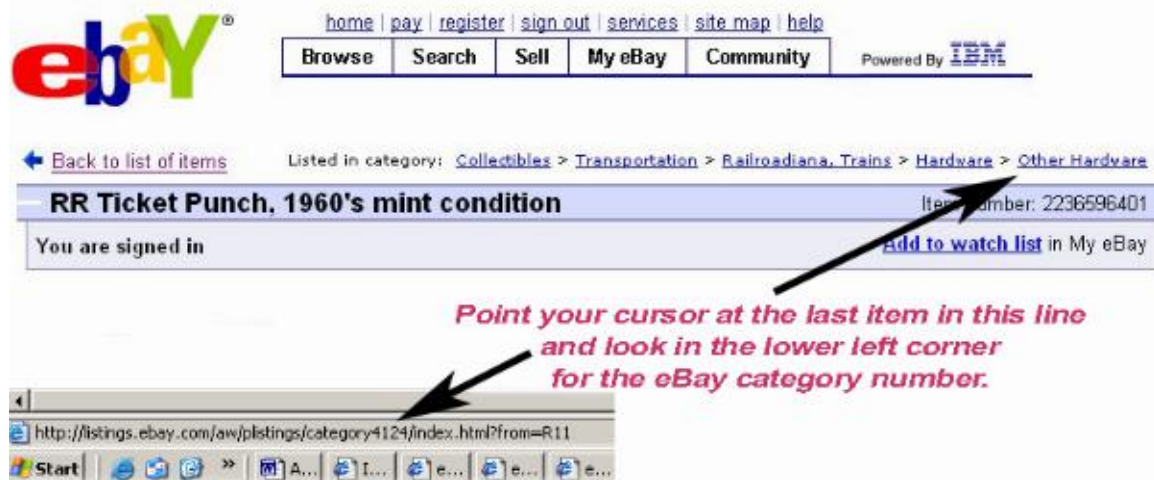 ebaY®
home | pay | register | sign out | services | site map | help
Browse Search Sell My eBay Community
Powered By IBM
Back to list of items
Listed in category: Collectibles > Transportation > Railroadiana, Trains > Hardware > Other Hardware
RR Ticket Punch, 1960's mint condition
Item number: 2236596401
You are signed in
Add to watch list in My eBay
Point your cursor at the last item in this line
and look in the lower left corner
for the eBay category number.
http://listings.ebay.com/aw/plistings/category4124/index.html?from=R11
Start » A... I... e... e... e...